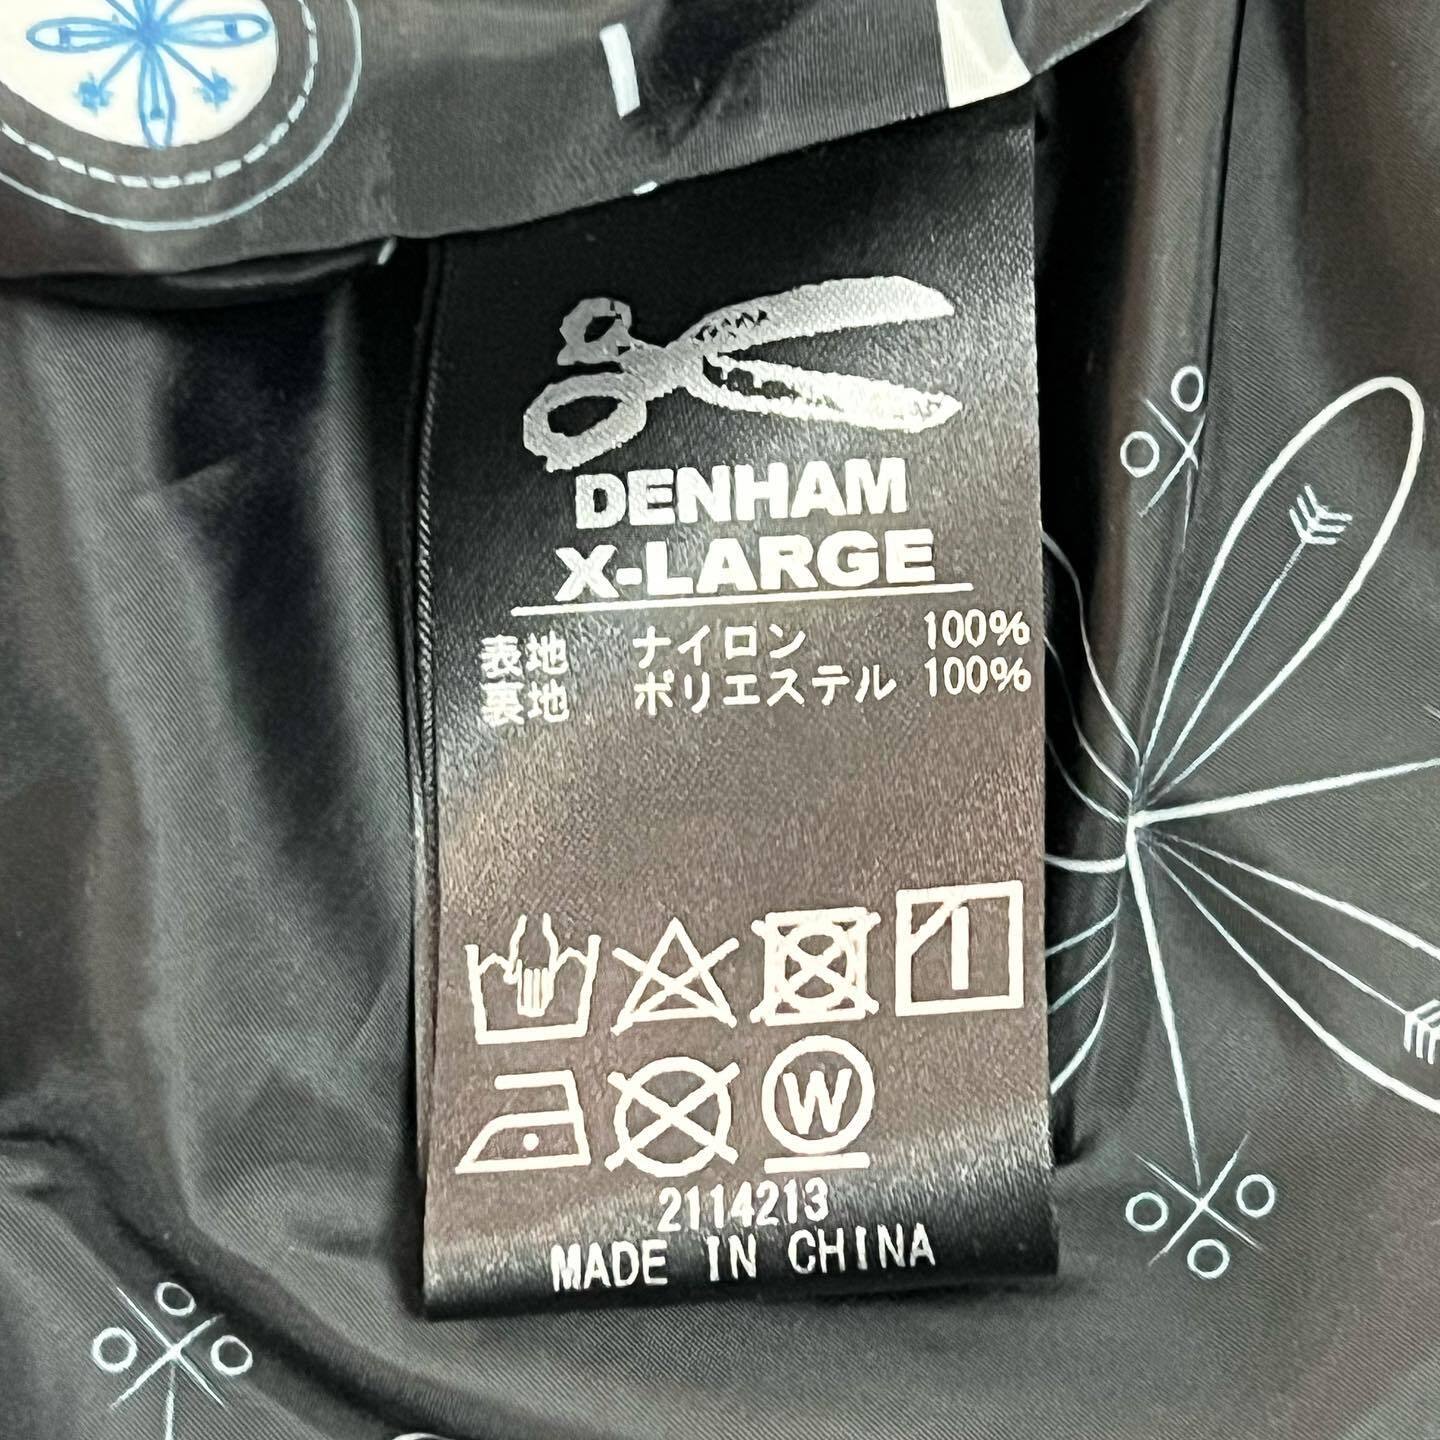 DENHAM
X-LARGE
表地 ナイロン 100%
裏地 ポリエステル 100%
W
2114213
MADE IN CHINA